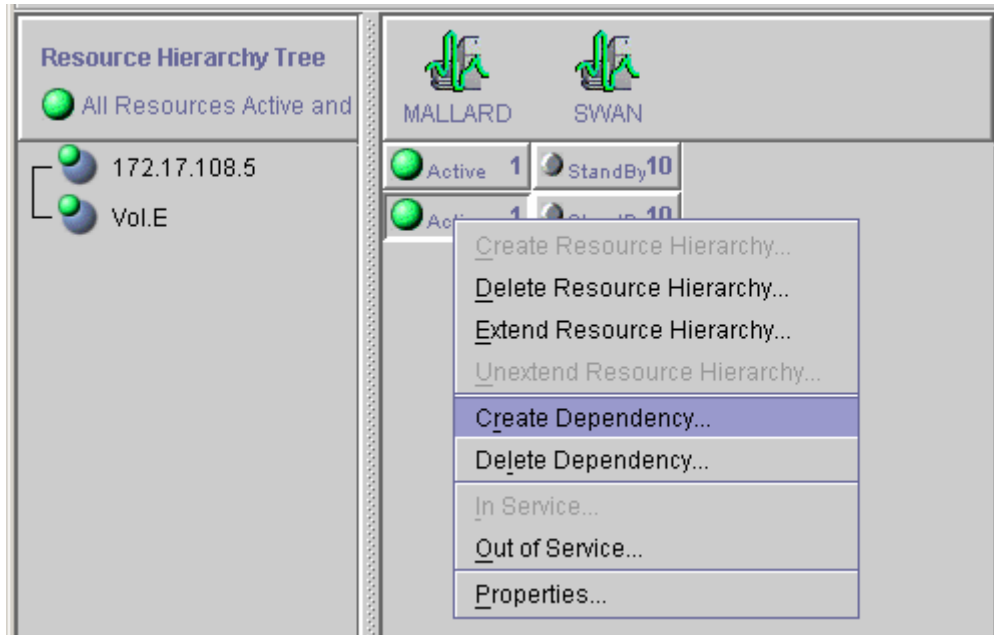 Resource Hierarchy Tree
All Resources Active and
MALLARD SWAN
172.17.108.5 Active 1 StandBy 10
Vol.E
Create Resource Hierarchy...
Delete Resource Hierarchy...
Extend Resource Hierarchy...
Unextend Resource Hierarchy...
Create Dependency...
Delete Dependency...
In Service...
Out of Service...
Properties...